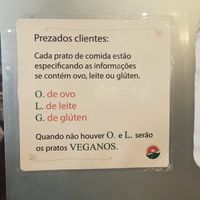 Prezados clientes:
Cada prato de comida estão
especificando as informações
se contém ovo, leite ou glúten.
O. de ovo
L. de leite
G. de glúten
Quando não houver O. e L. serão
os pratos VEGANOS.